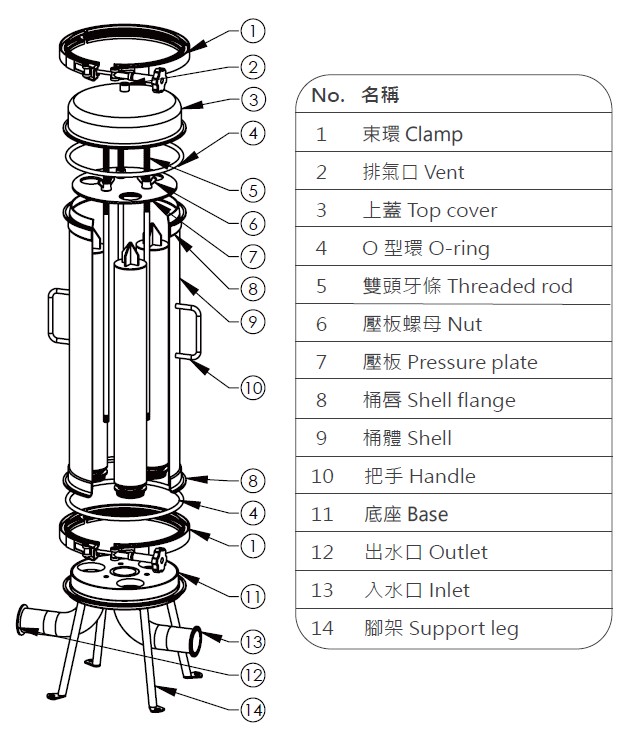 1
2
3
4
5
6
7
8
9
10
8
4
1
11
13
12
14
No. 名稱
1 束環 Clamp
2 排氣口 Vent
3 上蓋 Top cover
4 O 型環 O-ring
5 雙頭牙條 Threaded rod
6 壓板螺母 Nut
7 壓板 Pressure plate
8 桶唇 Shell flange
9 桶體 Shell
10 把手 Handle
11 底座 Base
12 出水口 Outlet
13 入水口 Inlet
14 腳架 Support leg